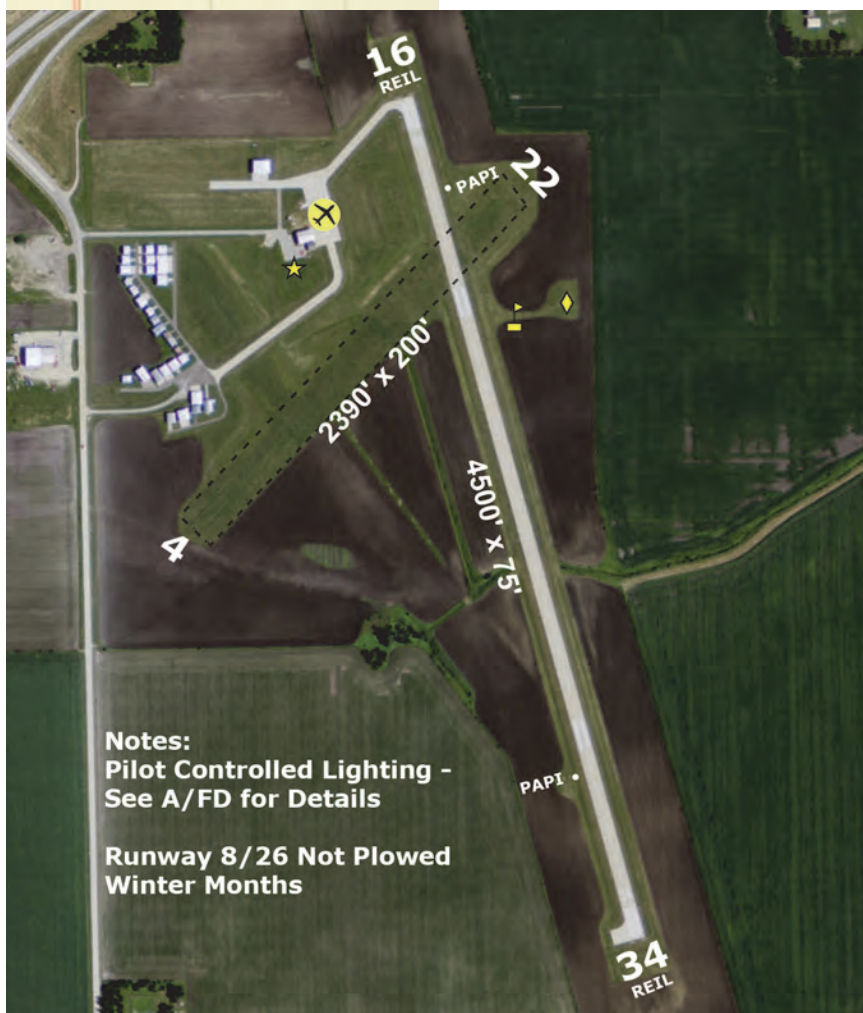 16
REIL
PAPI
22
2390' x 200'
4500' x 75'
4
PAPI
Notes:
Pilot Controlled Lighting -
See A/FD for Details
Runway 8/26 Not Plowed
Winter Months
34
REIL